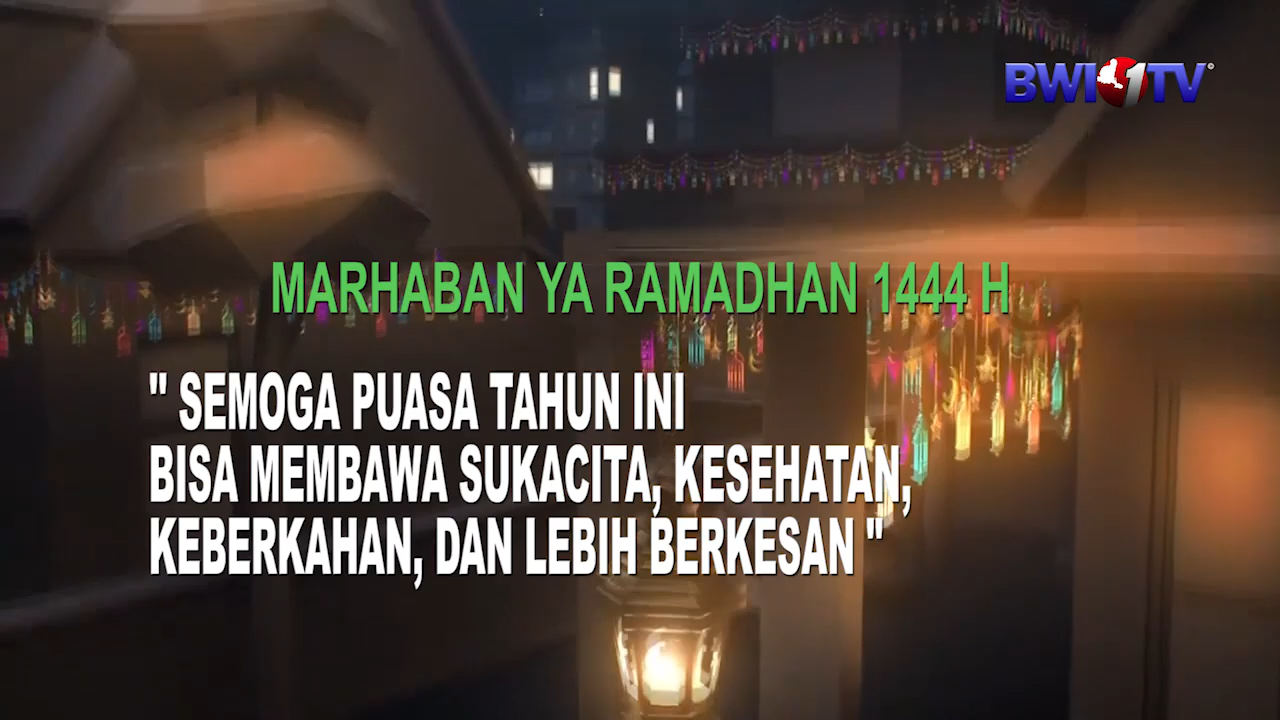 BWI1TV
MARHABAN YA RAMADHAN 1444 H
" SEMOGA PUASA TAHUN INI
BISA MEMBAWA SUKACITA, KESEHATAN,
KEBERKAHAN, DAN LEBIH BERKESAN "